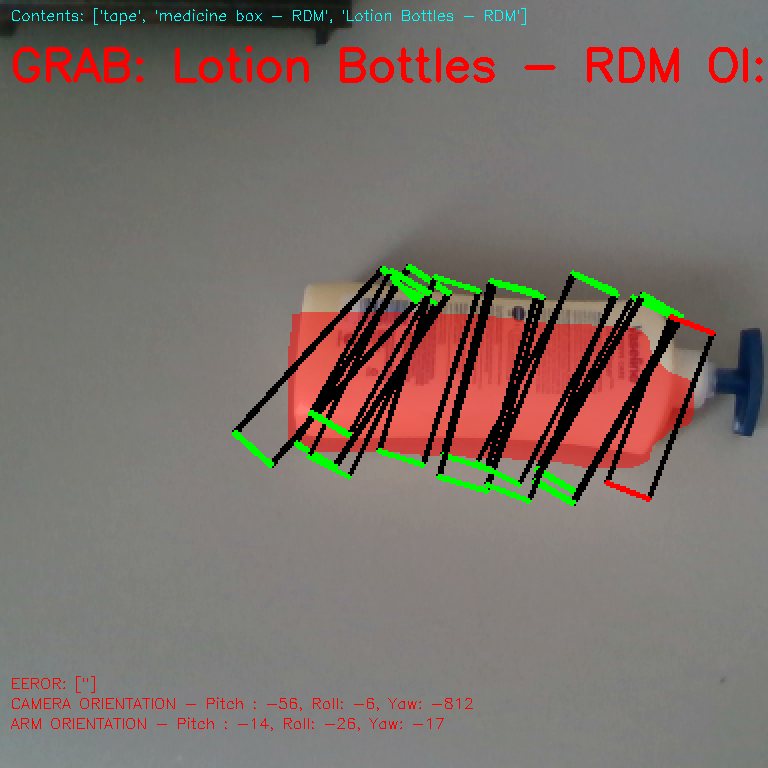 Contents: ['tape', 'medicine box - RDM', 'Lotion Bottles - RDM']
GRAB: Lotion Bottles - RDM OI:
Vaseline
EEROR: ['']
CAMERA ORIENTATION - Pitch : -56, Roll: -6, Yaw: -812
ARM ORIENTATION - Pitch : -14, Roll: -26, Yaw: -17